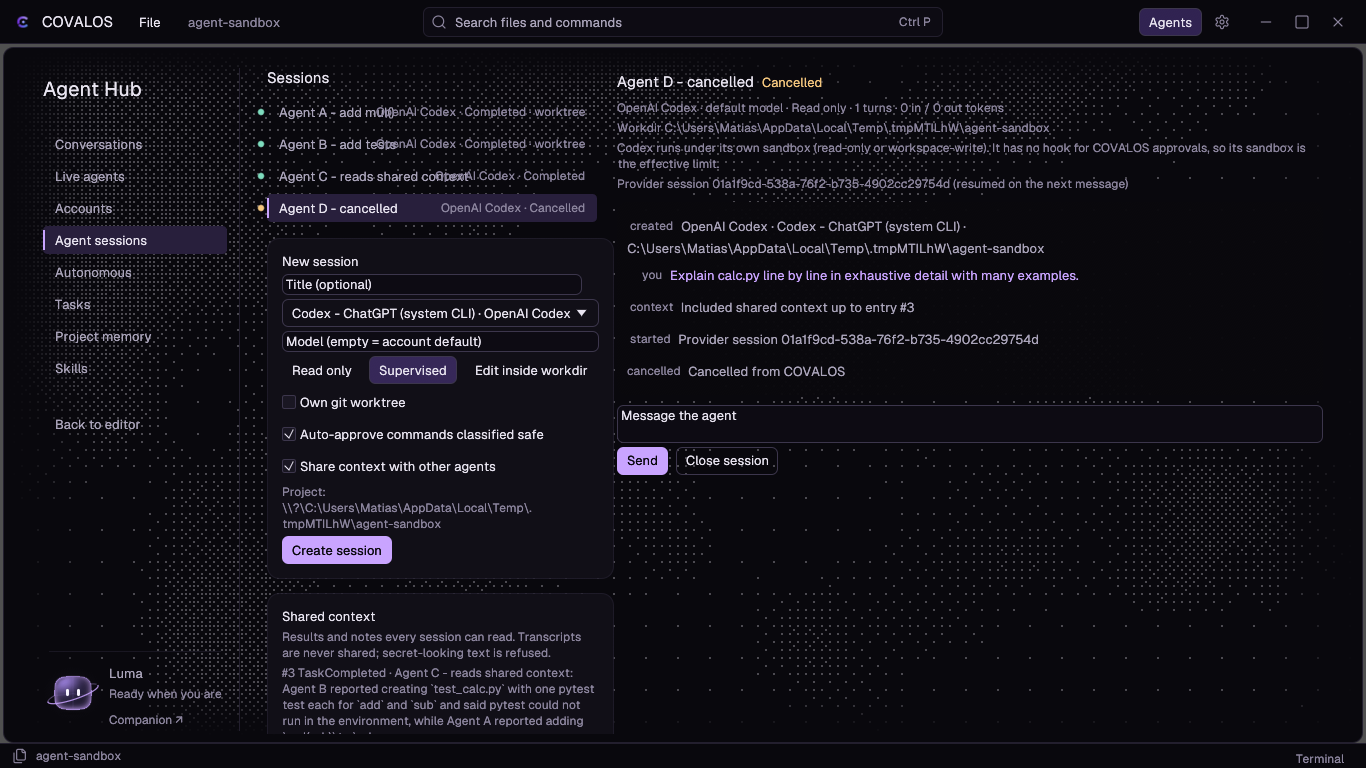 COVALOS File agent-sandbox Search files and commands Ctrl P Agents
Agent Hub
Conversations
Live agents
Accounts
Agent sessions
Autonomous
Tasks
Project memory
Skills
Back to editor
Luma
Ready when you are
Companion ↗
Sessions
Agent A - add mul() OpenAI Codex · Completed · worktree
Agent B - add tests OpenAI Codex · Completed · worktree
Agent C - reads shared context OpenAI Codex · Completed
Agent D - cancelled OpenAI Codex · Cancelled
New session
Title (optional)
Codex - ChatGPT (system CLI) · OpenAI Codex
Model (empty = account default)
Read only Supervised Edit inside workdir
Own git worktree
Auto-approve commands classified safe
Share context with other agents
Project:
\\?\C:\Users\Matias\AppData\Local\Temp\.
tmpMTILhW\agent-sandbox
Create session
Shared context
Results and notes every session can read. Transcripts
are never shared; secret-looking text is refused.
#3 TaskCompleted · Agent C - reads shared context:
Agent B reported creating `test_calc.py` with one pytest
test each for `add` and `sub` and said pytest could not
run in the environment, while Agent A reported adding
Agent D - cancelled Cancelled
OpenAI Codex · default model · Read only · 1 turns · 0 in / 0 out tokens
Workdir C:\Users\Matias\AppData\Local\Temp\.tmpMTILhW\agent-sandbox
Codex runs under its own sandbox (read-only or workspace-write). It has no hook for COVALOS approvals, so its sandbox is
the effective limit.
Provider session 01a1f9cd-538a-76f2-b735-4902cc29754d (resumed on the next message)
created OpenAI Codex · Codex - ChatGPT (system CLI) ·
C:\Users\Matias\AppData\Local\Temp\.tmpMTILhW\agent-sandbox
you Explain calc.py line by line in exhaustive detail with many examples.
context Included shared context up to entry #3
started Provider session 01a1f9cd-538a-76f2-b735-4902cc29754d
cancelled Cancelled from COVALOS
Message the agent
Send Close session
agent-sandbox Terminal